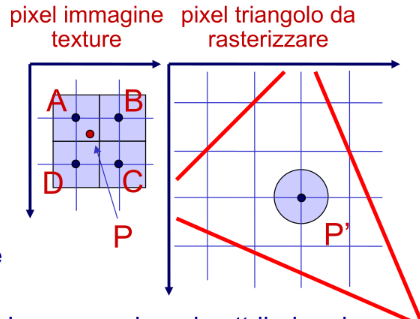 pixel immagine texture
pixel triangolo da rasterizzare
A B
D C
P
P'
e